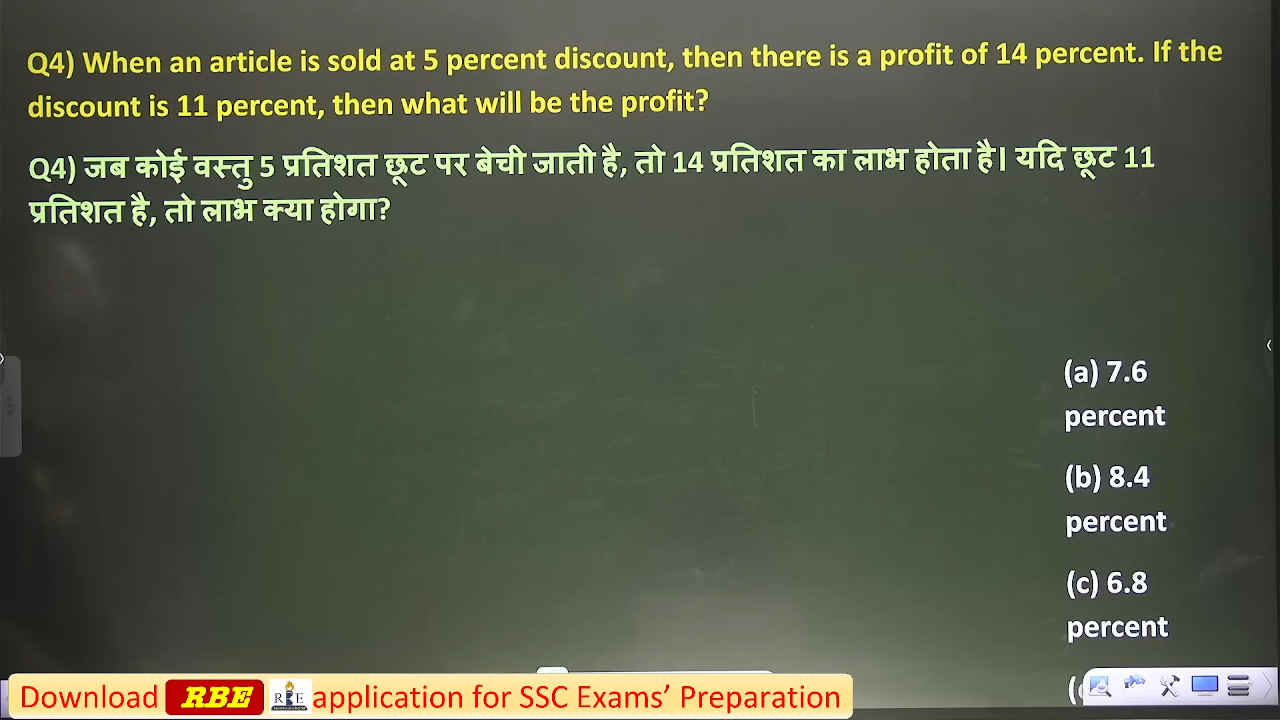 Q4) When an article is sold at 5 percent discount, then there is a profit of 14 percent. If the
discount is 11 percent, then what will be the profit?
Q4) जब कोई वस्तु 5 प्रतिशत छूट पर बेची जाती है, तो 14 प्रतिशत का लाभ होता है। यदि छूट 11
प्रतिशत है, तो लाभ क्या होगा?
(a) 7.6
percent
(b) 8.4
percent
(c) 6.8
percent
Download RBE application for SSC Exams’ Preparation